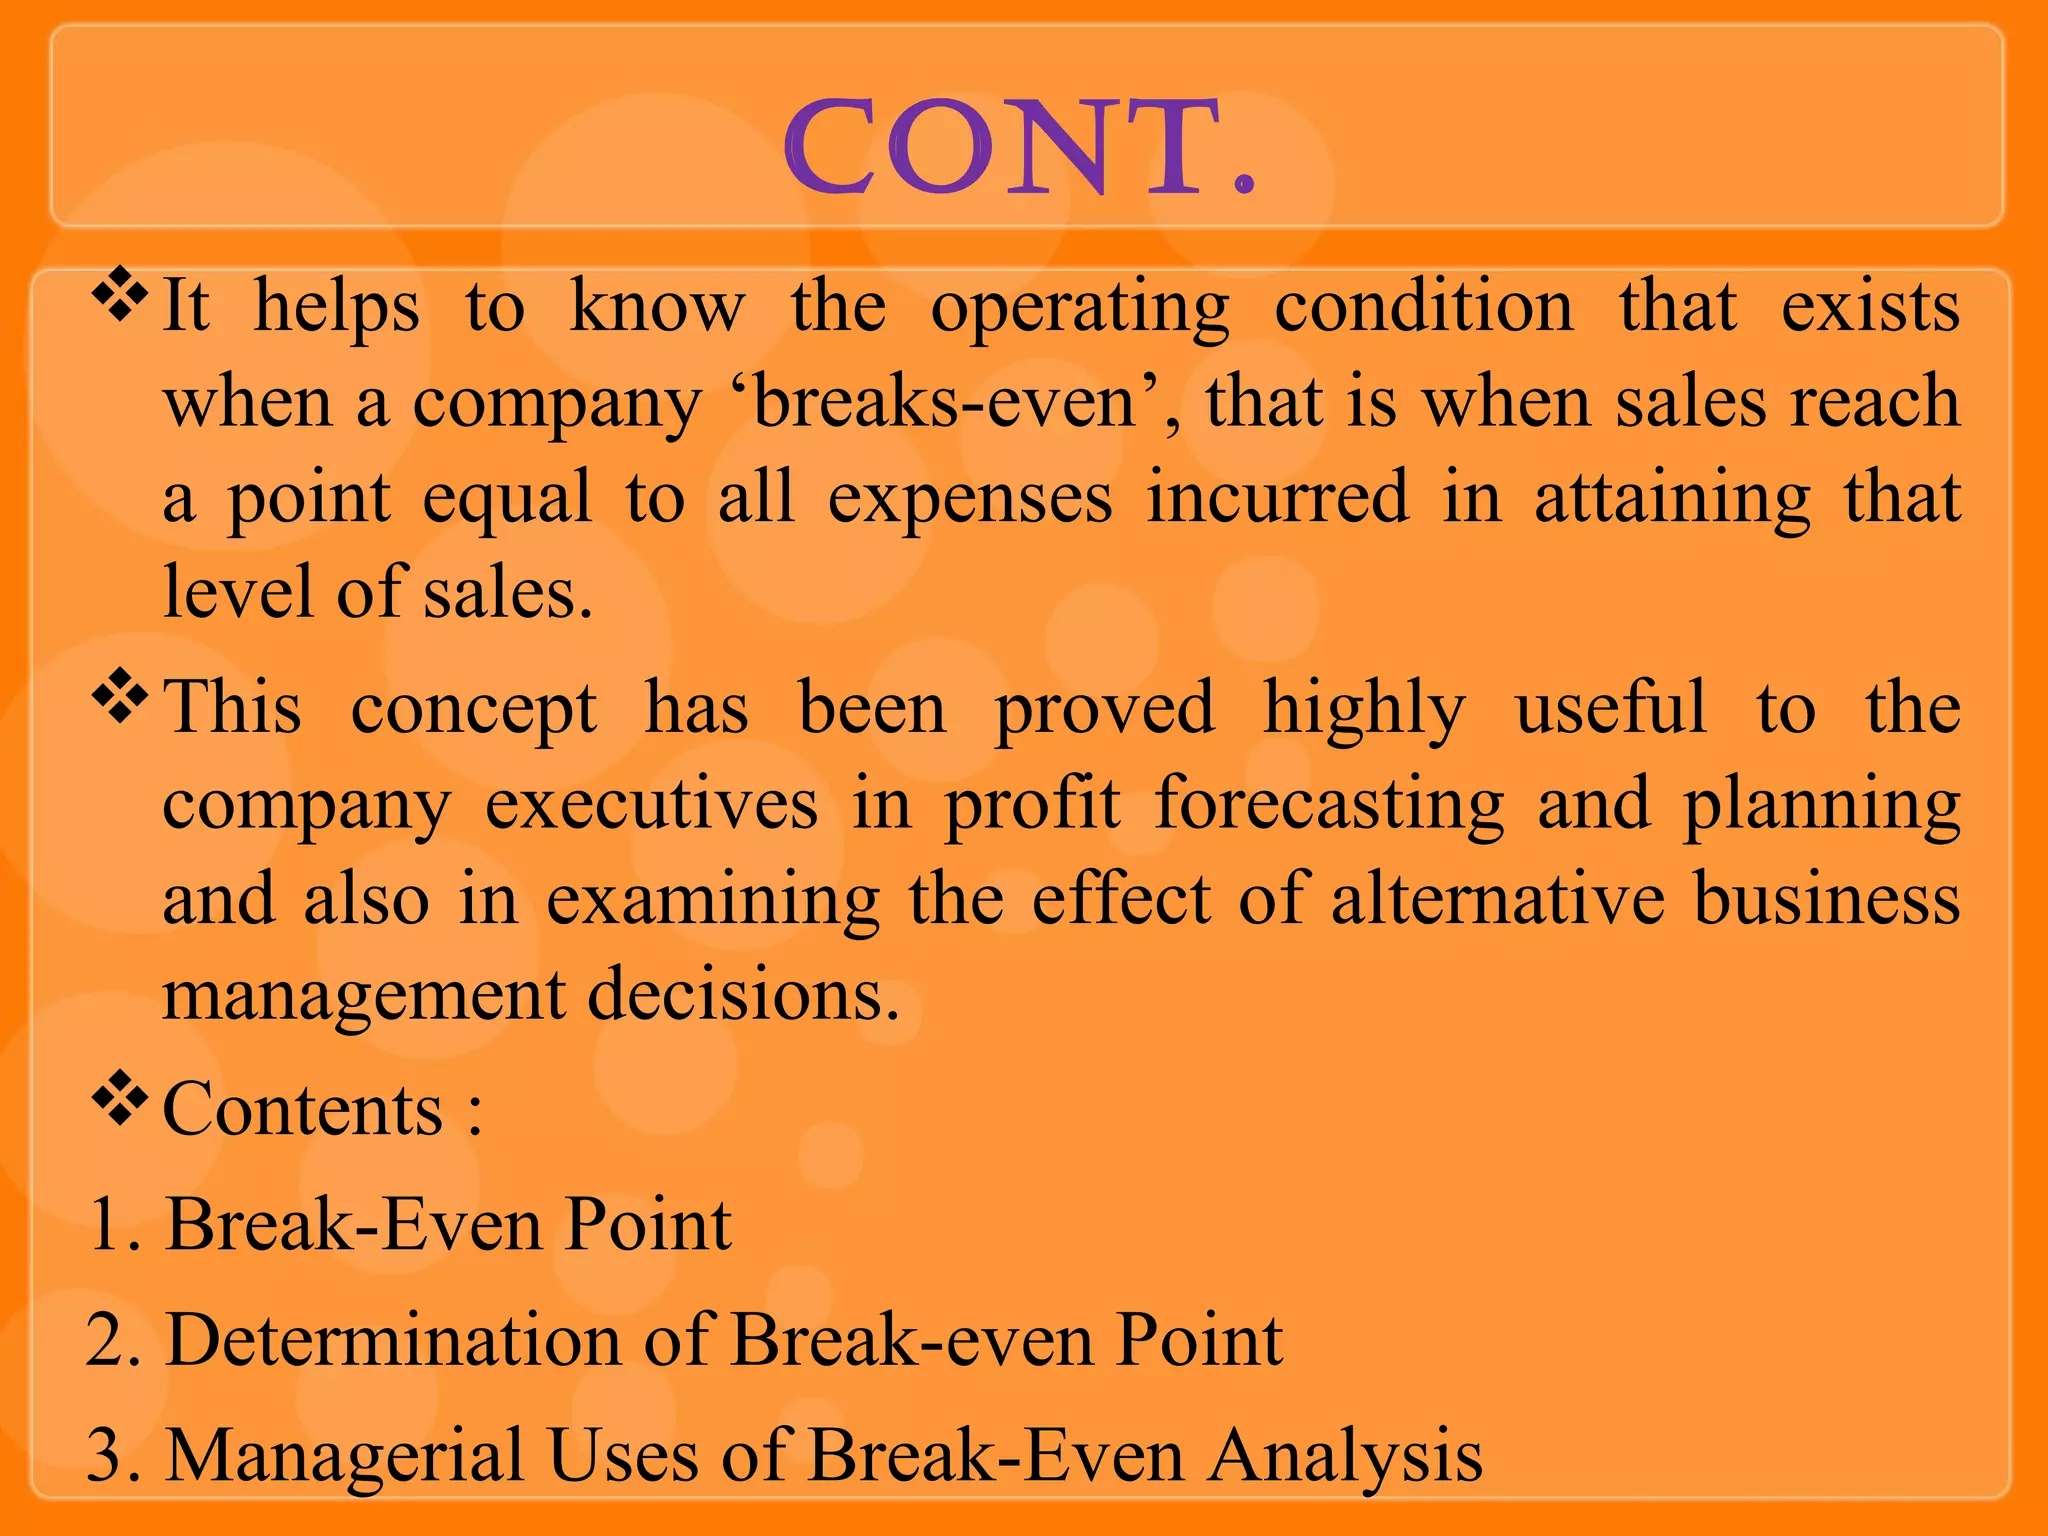 CONT.
❖It helps to know the operating condition that exists
when a company ‘breaks-even’, that is when sales reach
a point equal to all expenses incurred in attaining that
level of sales.
❖This concept has been proved highly useful to the
company executives in profit forecasting and planning
and also in examining the effect of alternative business
management decisions.
❖Contents :
1. Break-Even Point
2. Determination of Break-even Point
3. Managerial Uses of Break-Even Analysis